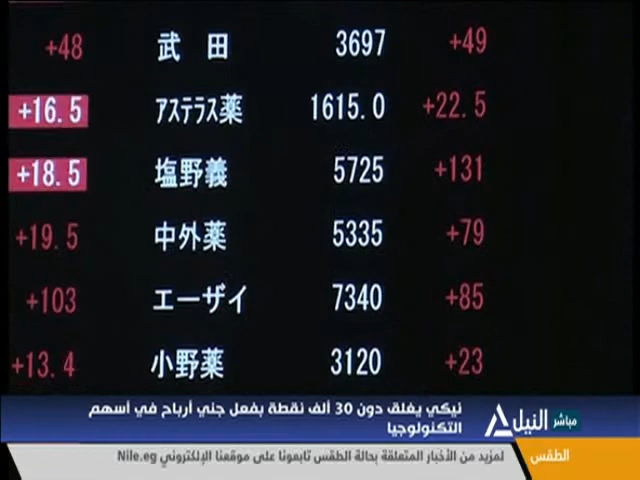 +48 武田 3697 +49
+16.5 アステラス薬 1615.0 +22.5
+18.5 塩野義 5725 +131
+19.5 中外薬 5335 +79
+103 エーザイ 7340 +85
+13.4 小野薬 3120 +23
نيكي يغلق دون 30 ألف نقطة بفعل جني أرباح في أسهم
التكنولوجيا
مباشر النيل
الطقس
لمزيد من الأخبار المتعلقة بحالة الطقس تابعونا على موقعنا الإلكتروني Nile.eg